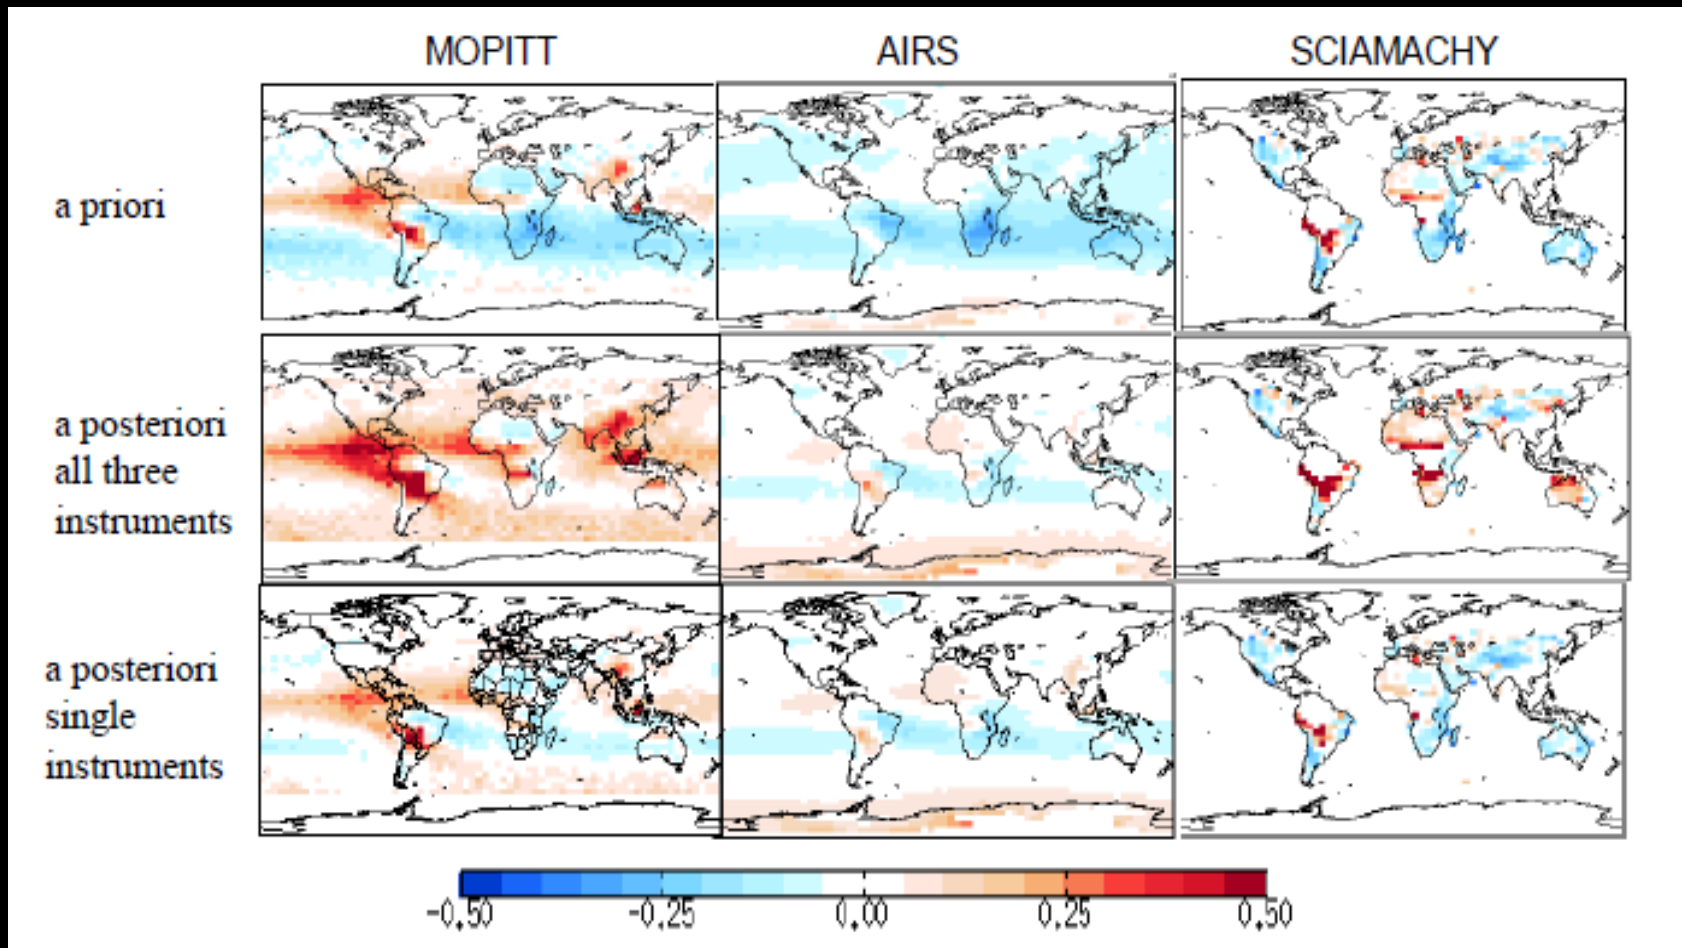 MOPITT AIRS SCIAMACHY
a priori
a posteriori
all three
instruments
a posteriori
single
instruments
-0.50 -0.25 0.00 0.25 0.50